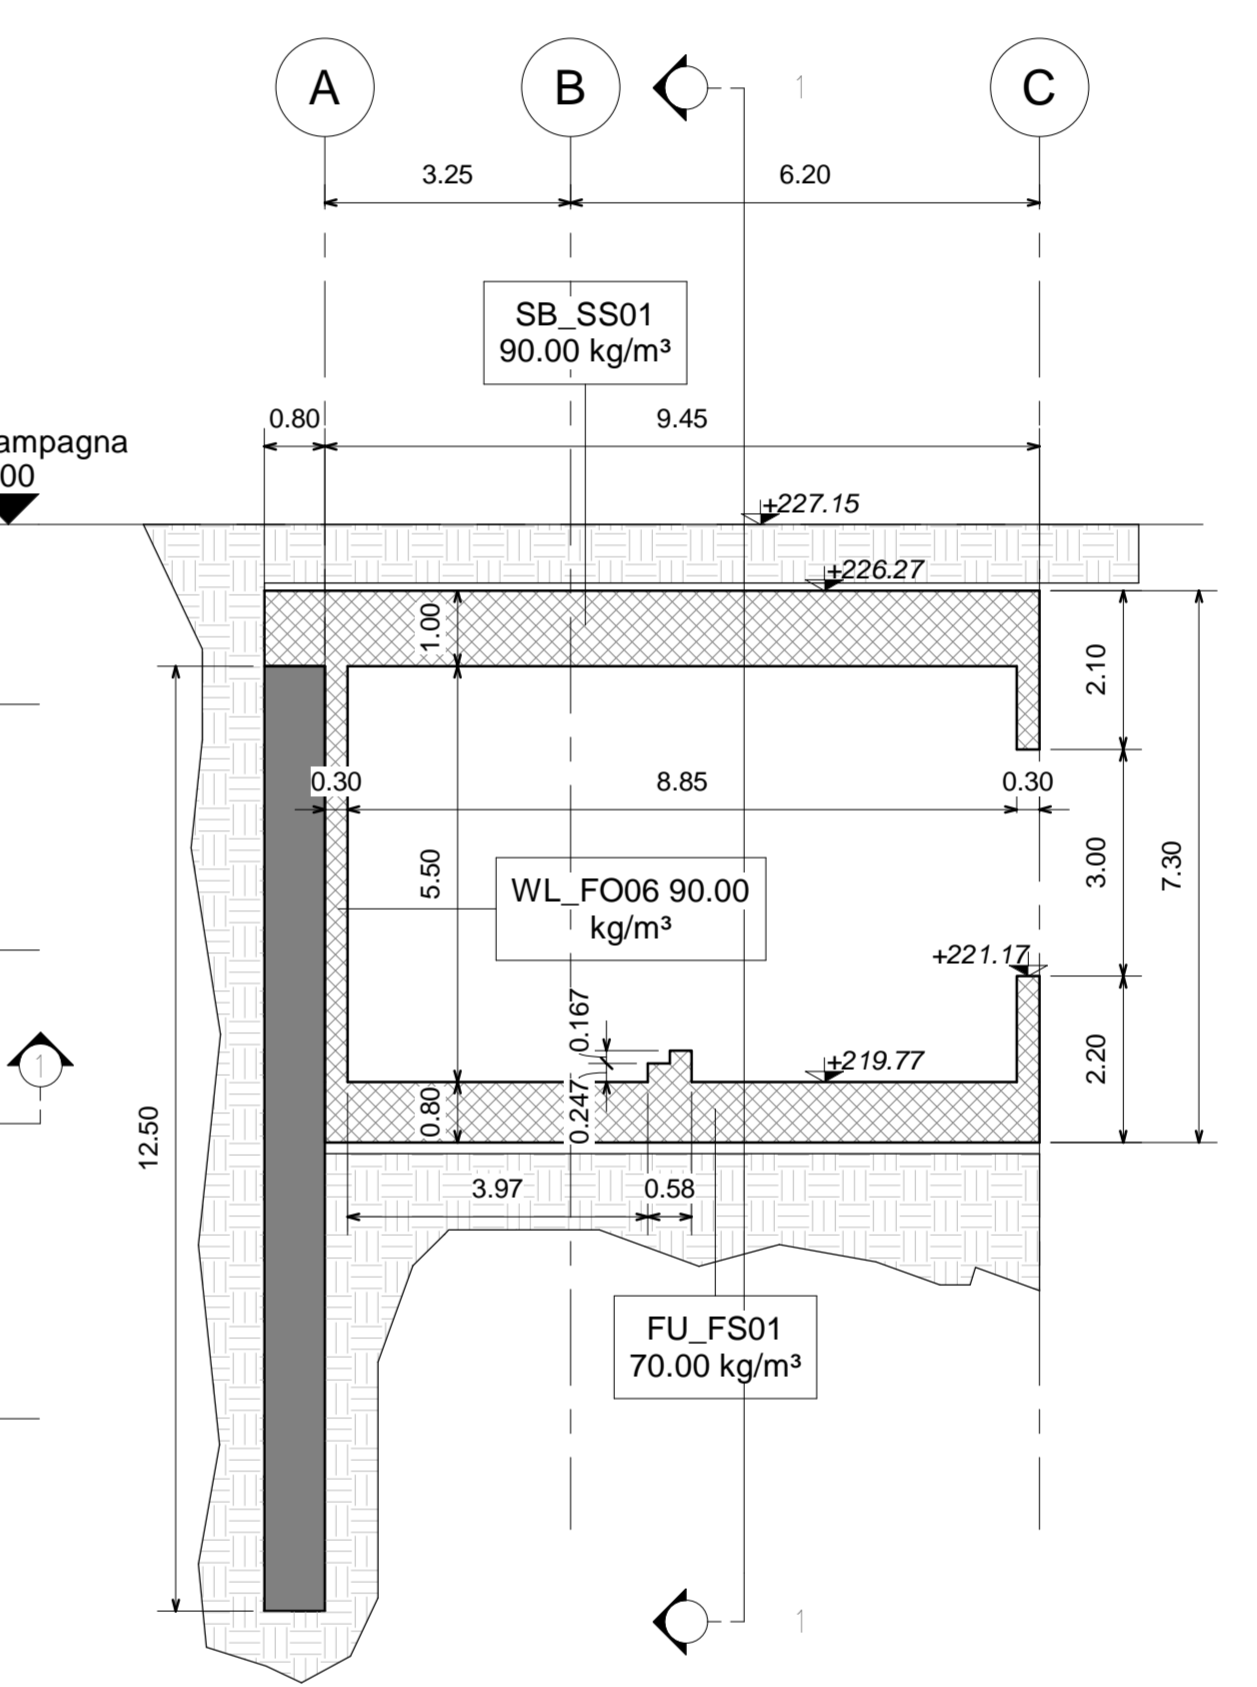 A
B
C
1
3.25
6.20
SB_SS01
90.00 kg/m³
0.80
9.45
ampagna
00
+227.15
+226.27
1.00
2.10
0.30
8.85
0.30
5.50
3.00
7.30
WL_FO06 90.00
kg/m³
+221.17
0.167
+219.77
1
2.20
0.247
0.80
12.50
3.97
0.58
FU_FS01
70.00 kg/m³
1